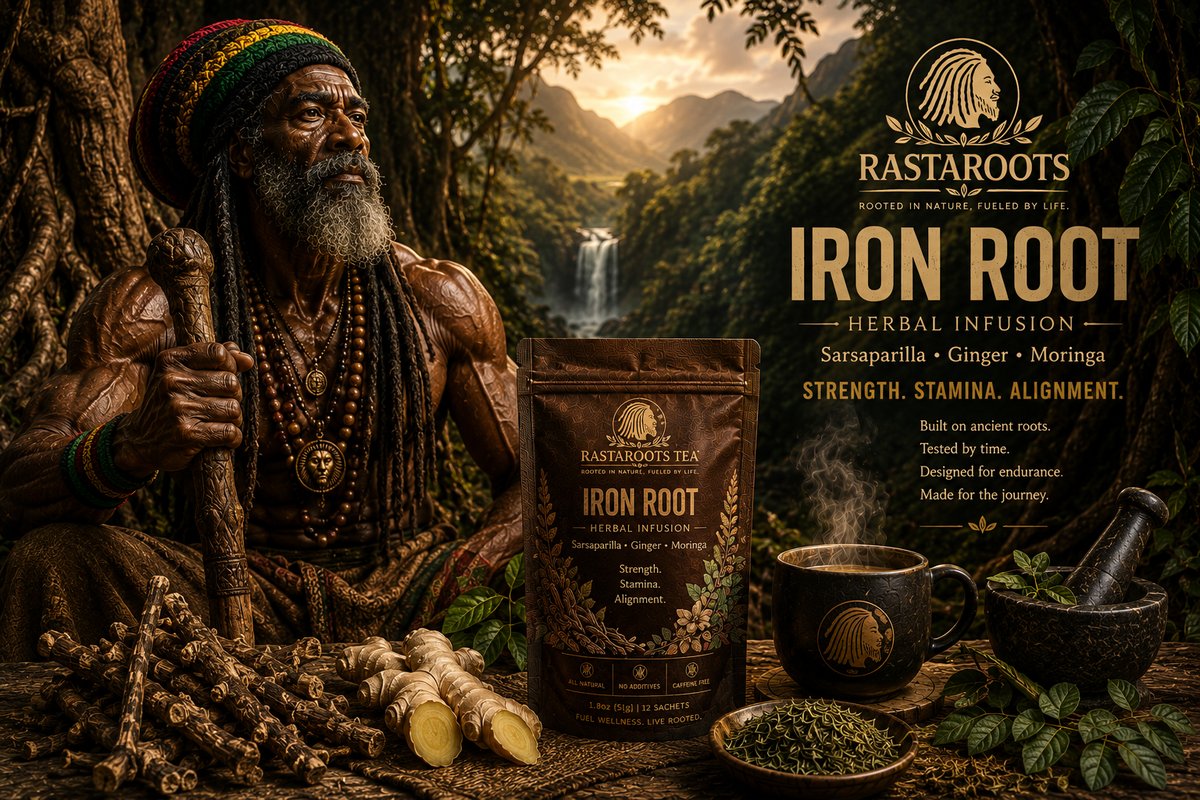 RASTAROOTS
ROOTED IN NATURE, FUELED BY LIFE.
IRON ROOT
HERBAL INFUSION
Sarsaparilla • Ginger • Moringa
STRENGTH. STAMINA. ALIGNMENT.
Built on ancient roots.
Tested by time.
Designed for endurance.
Made for the journey.
RASTAROOTS TEA
ROOTED IN NATURE, FUELED BY LIFE.
IRON ROOT
HERBAL INFUSION
Sarsaparilla • Ginger • Moringa
Strength.
Stamina.
Alignment.
ALL NATURAL | NO ADDITIVES | CAFFEINE FREE
1.8oz (51g) | 12 SACHETS
FUEL WELLNESS. LIVE ROOTED.